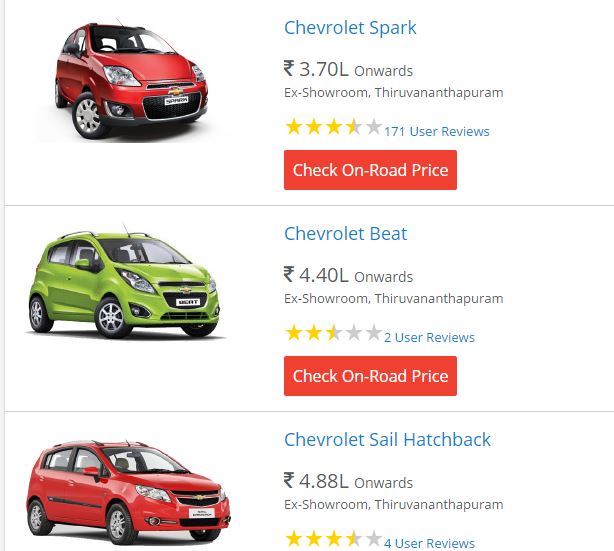 Chevrolet Spark
₹ 3.70L Onwards
Ex-Showroom, Thiruvananthapuram
171 User Reviews
Check On-Road Price
SPARK
Chevrolet Beat
₹ 4.40L Onwards
Ex-Showroom, Thiruvananthapuram
2 User Reviews
Check On-Road Price
BEAT
Chevrolet Sail Hatchback
₹ 4.88L Onwards
Ex-Showroom, Thiruvananthapuram
4 User Reviews